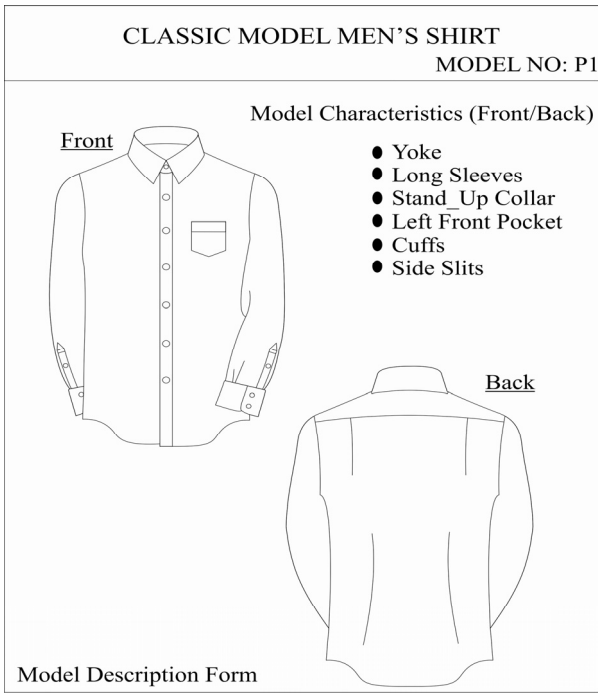 CLASSIC MODEL MEN’S SHIRT
MODEL NO: P1
Model Characteristics (Front/Back)
Front
Yoke
Long Sleeves
Stand_Up Collar
Left Front Pocket
Cuffs
Side Slits
Back
Model Description Form